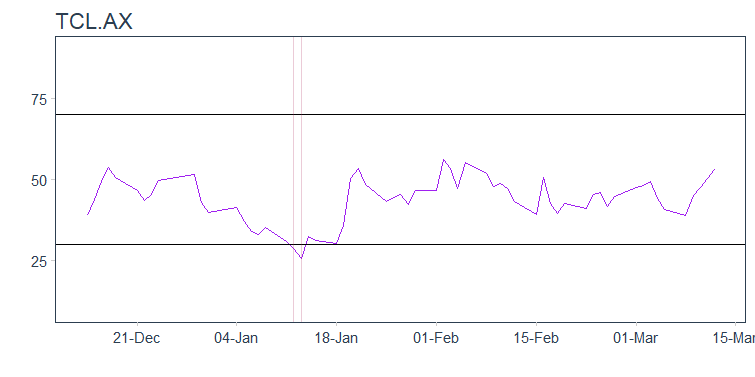 TCL.AX
75
50
25
21-Dec
04-Jan
18-Jan
01-Feb
15-Feb
01-Mar
15-Mar